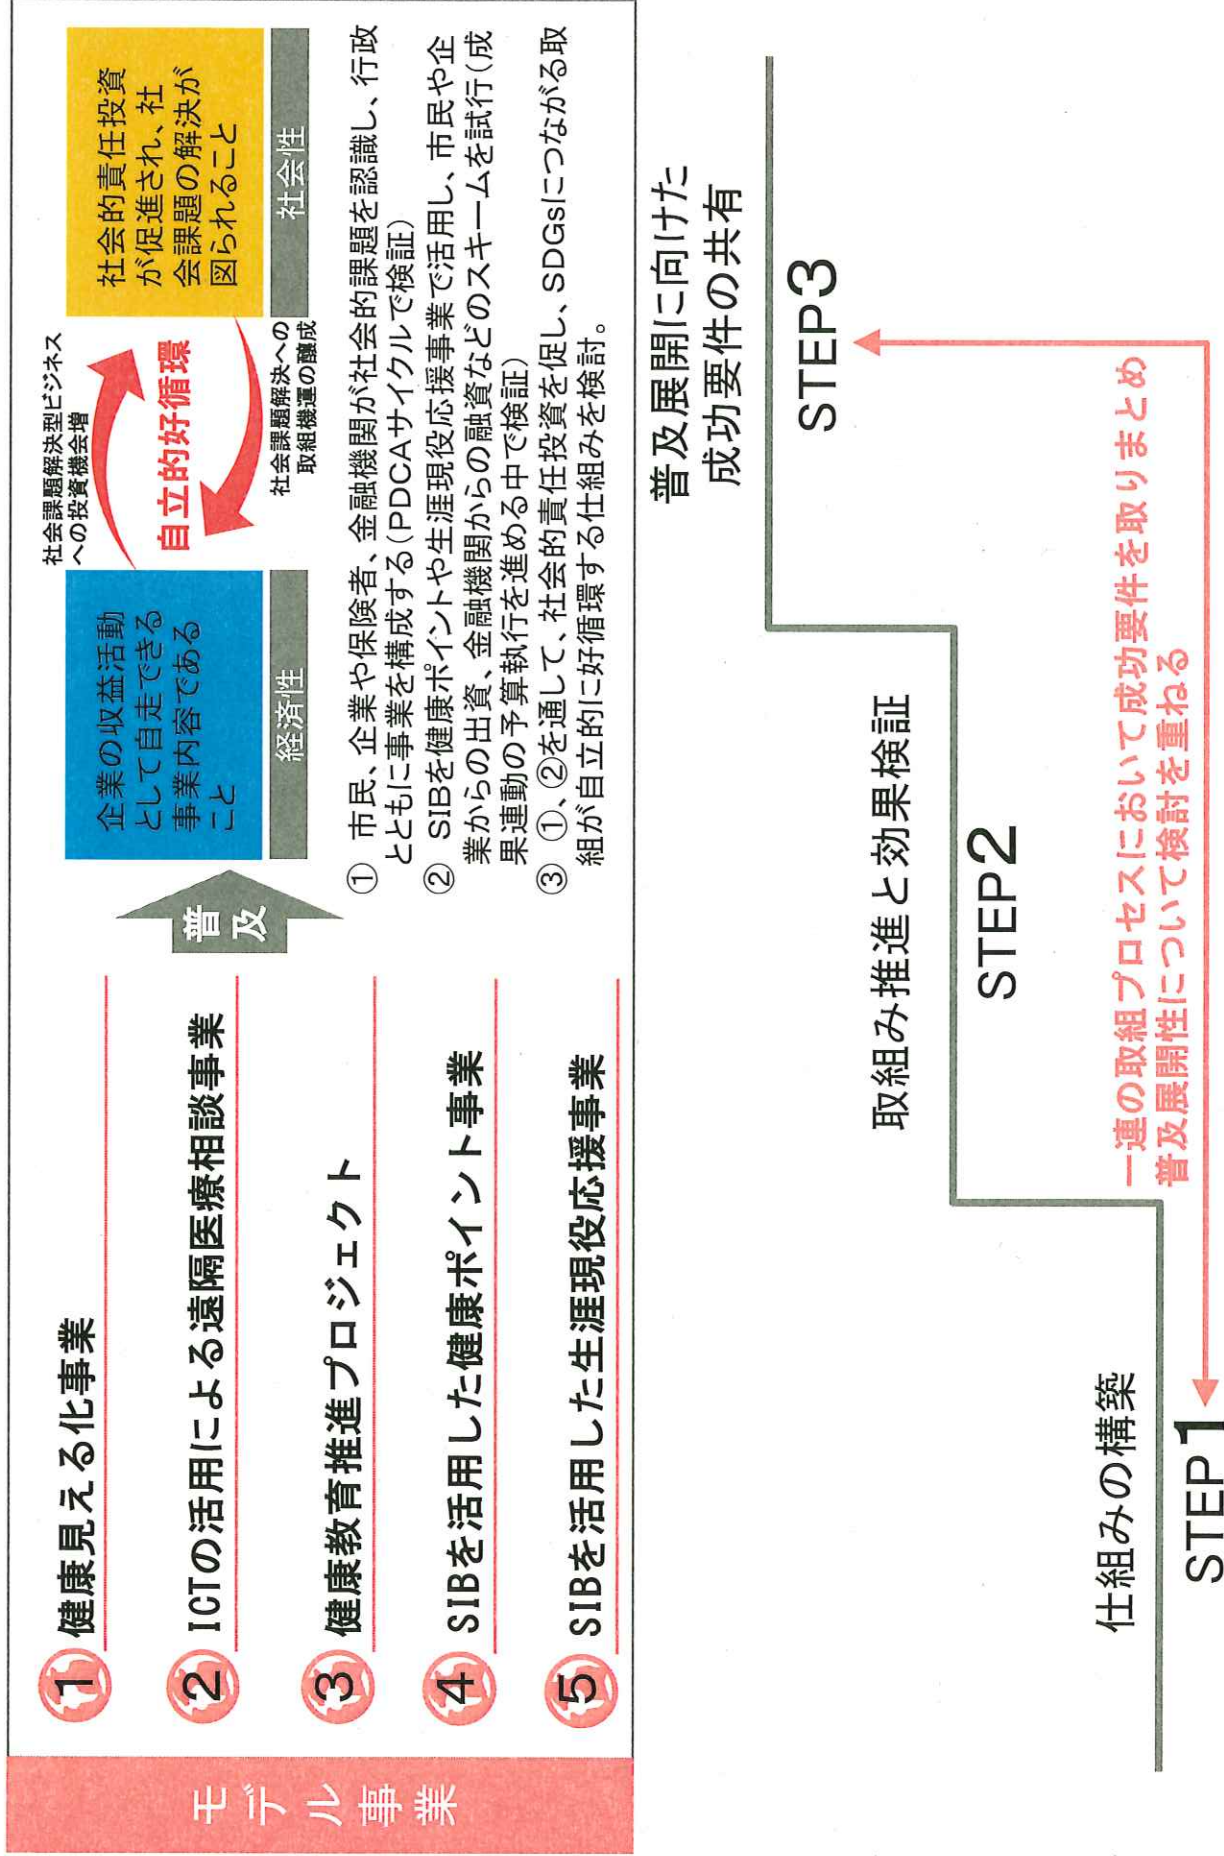 モデル事業
1 健康見える化事業
2 ICTの活用による遠隔医療相談事業
3 健康教育推進プロジェクト
4 SIBを活用した健康ポイント事業
5 SIBを活用した生涯現役応援事業
普及
企業の収益活動
として自走できる
事業内容である
こと
経済性
社会課題解決型ビジネス
への投資機会増
自立的好循環
社会課題解決への
取組機運の醸成
社会的責任投資
が促進され、社
会課題の解決が
図られること
社会性
① 市民、企業や保険者、金融機関が社会的課題を認識し、行政
とともに事業を構成する(PDCAサイクルで検証)
② SIBを健康ポイントや生涯現役応援事業で活用し、市民や企
業からの出資、金融機関からの融資などのスキームを試行(成
果連動の予算執行を進める中で検証)
③ ①、②を通して、社会的責任投資を促し、SDGsにつながる取
組が自立的に好循環する仕組みを検討。
仕組みの構築
STEP1
取組み推進と効果検証
STEP2
普及展開に向けた
成功要件の共有
STEP3
一連の取組プロセスにおいて成功要件を取りまとめ
普及展開性について検討を重ねる